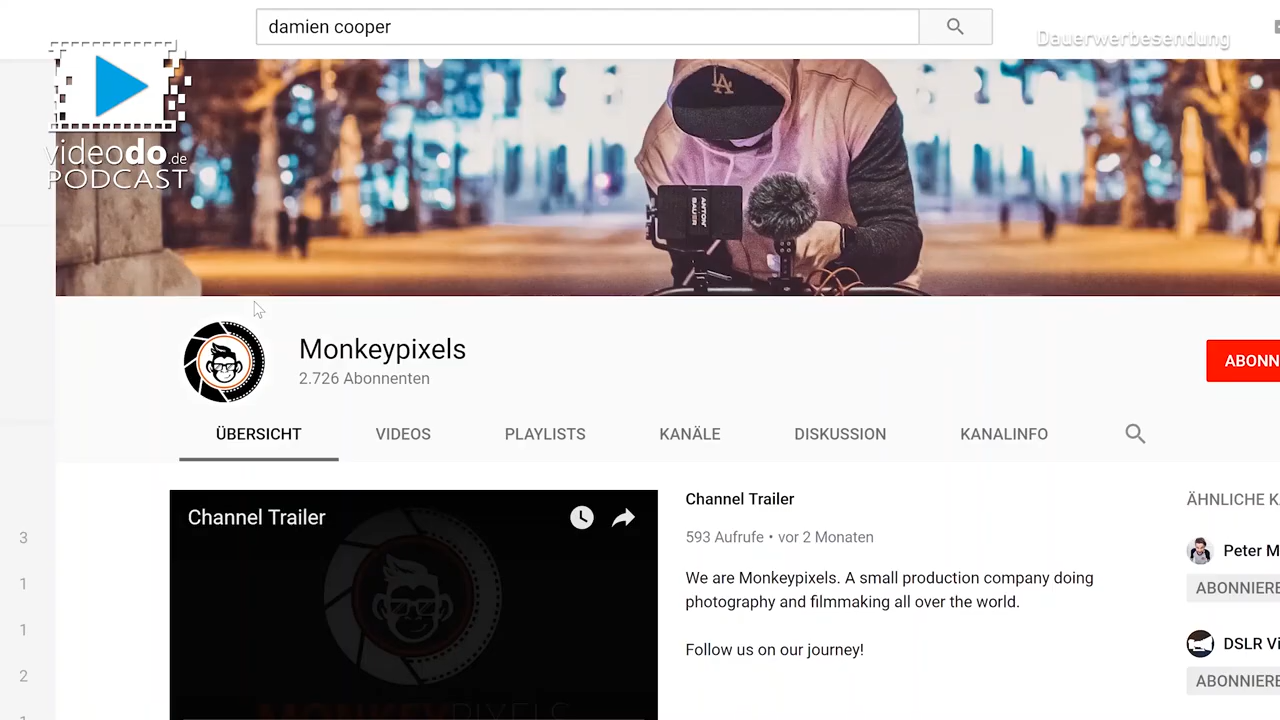 damien cooper
Dauerwerbesendung
videodo.de
PODCAST
LA
ANTON
BAUER
Monkeypixels
2.726 Abonnenten
ABONN
ÜBERSICHT
VIDEOS
PLAYLISTS
KANÄLE
DISKUSSION
KANALINFO
Channel Trailer
Channel Trailer
593 Aufrufe • vor 2 Monaten
We are Monkeypixels. A small production company doing
photography and filmmaking all over the world.
Follow us on our journey!
MONKEYPIXELS
ÄHNLICHE K
Peter M
ABONNIERE
DSLR Vi
ABONNIERE
3
1
1
2
1